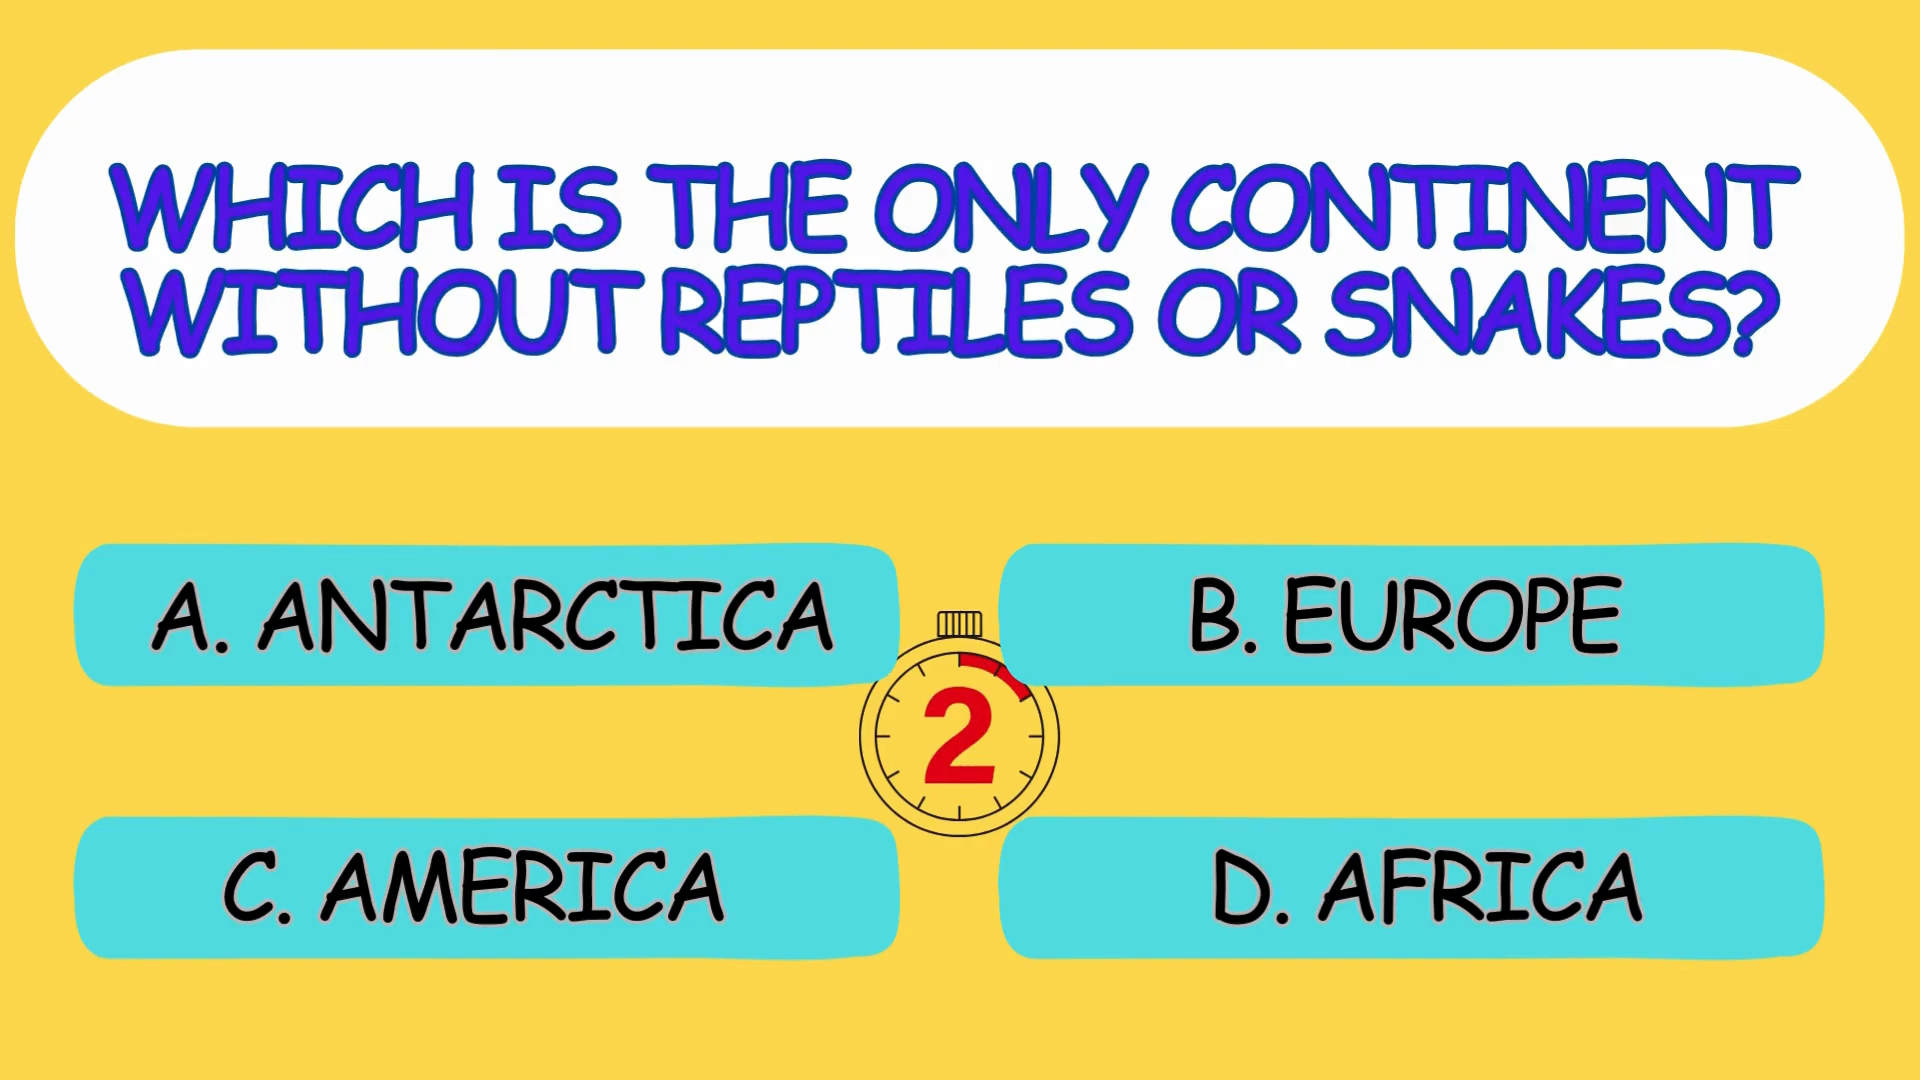 WHICH IS THE ONLY CONTINENT
WITHOUT REPTILES OR SNAKES?
A. ANTARCTICA
B. EUROPE
2
C. AMERICA
D. AFRICA